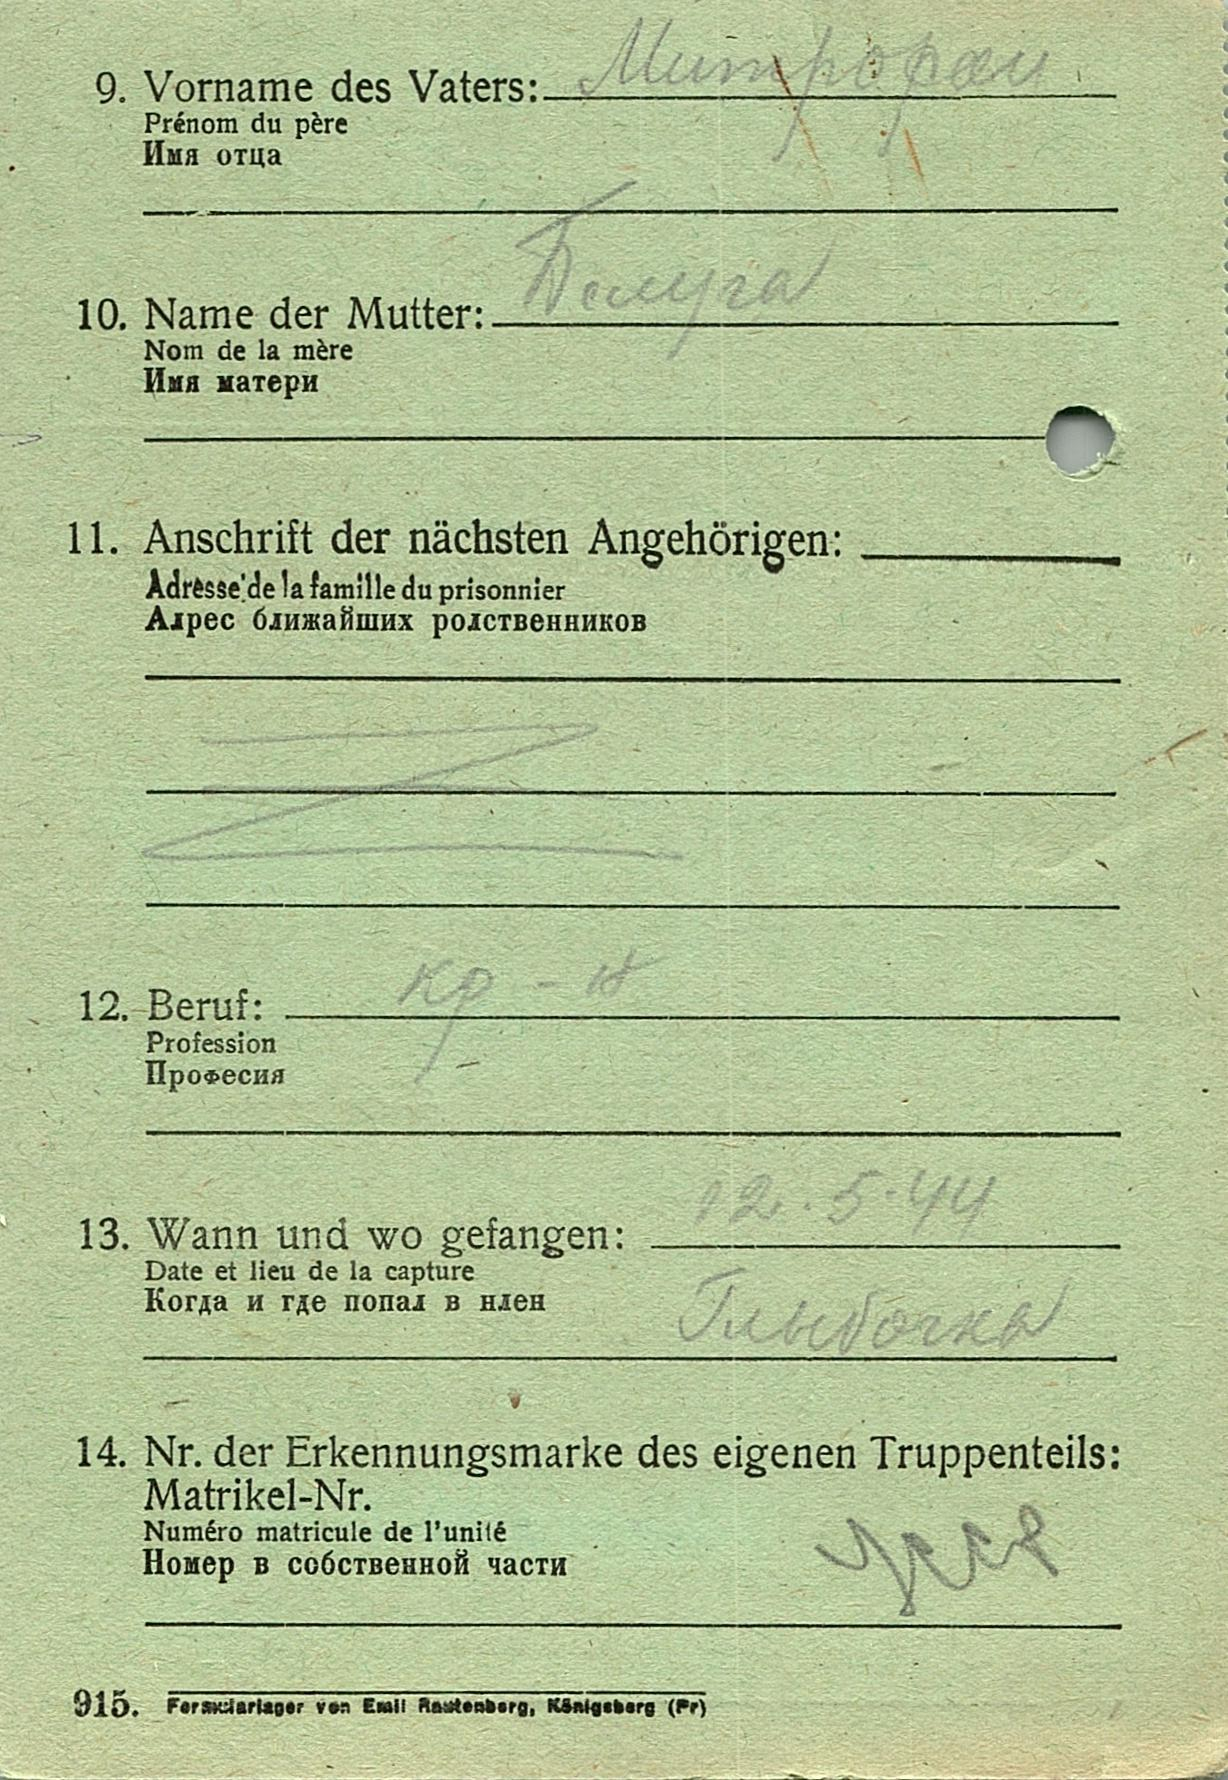 9. Vorname des Vaters: Митрофан
Prénom du père
Имя отца
10. Name der Mutter:
Nom de la mère
Имя матери
11. Anschrift der nächsten Angehörigen:
Adresse de la famille du prisonnier
Адрес ближайших родственников
12. Beruf: кр-н
Profession
Професия
13. Wann und wo gefangen: 12.5.44
Date et lieu de la capture
Когда и где попал в нлен
Глыбочка
14. Nr. der Erkennungsmarke des eigenen Truppenteils:
Matrikel-Nr.
Numéro matricule de l'unité
Номер в собственной части
915. Formularlager von Emil Rautenberg, Königsberg (Pr)